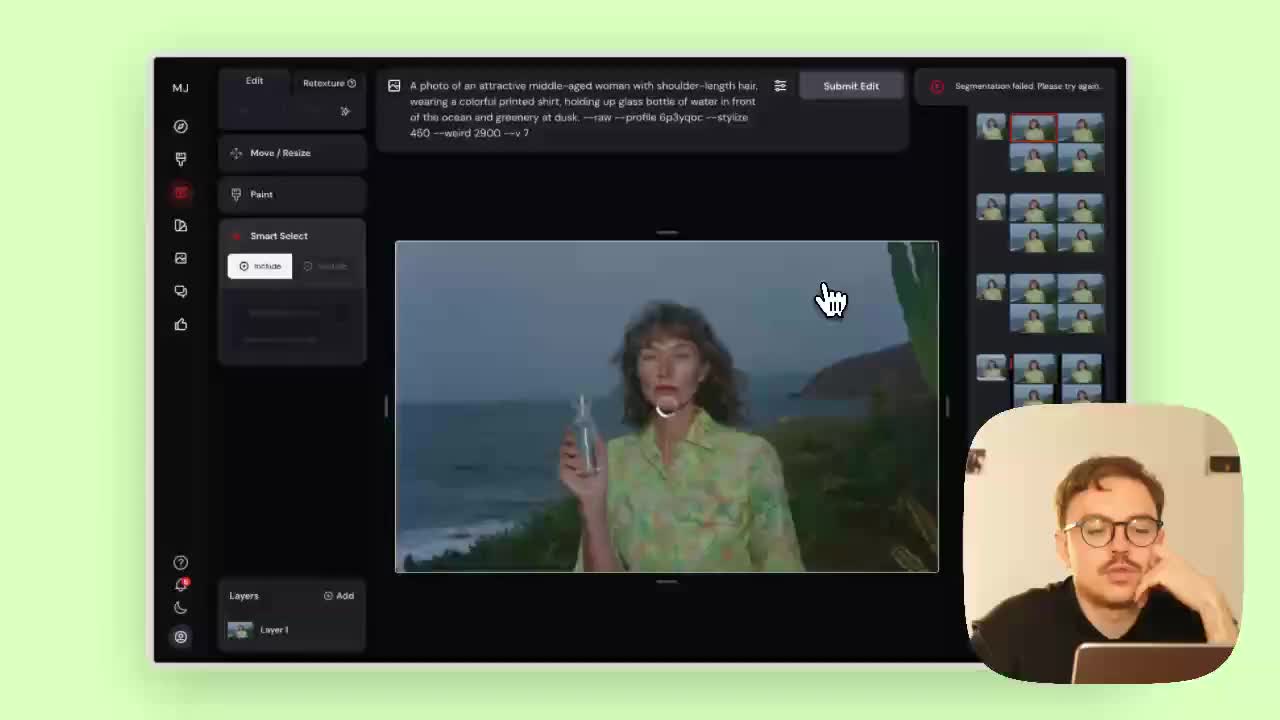 MJ
Edit
Retexture
A photo of an attractive middle-aged woman with shoulder-length hair,
wearing a colorful printed shirt, holding up glass bottle of water in front
of the ocean and greenery at dusk. --raw --profile 6p3yqpc --stylize
450 --weird 2900 --v 7
Submit Edit
Segmentation failed. Please try again.
Move / Resize
Paint
Smart Select
Include
Layers
Add
Layer 1